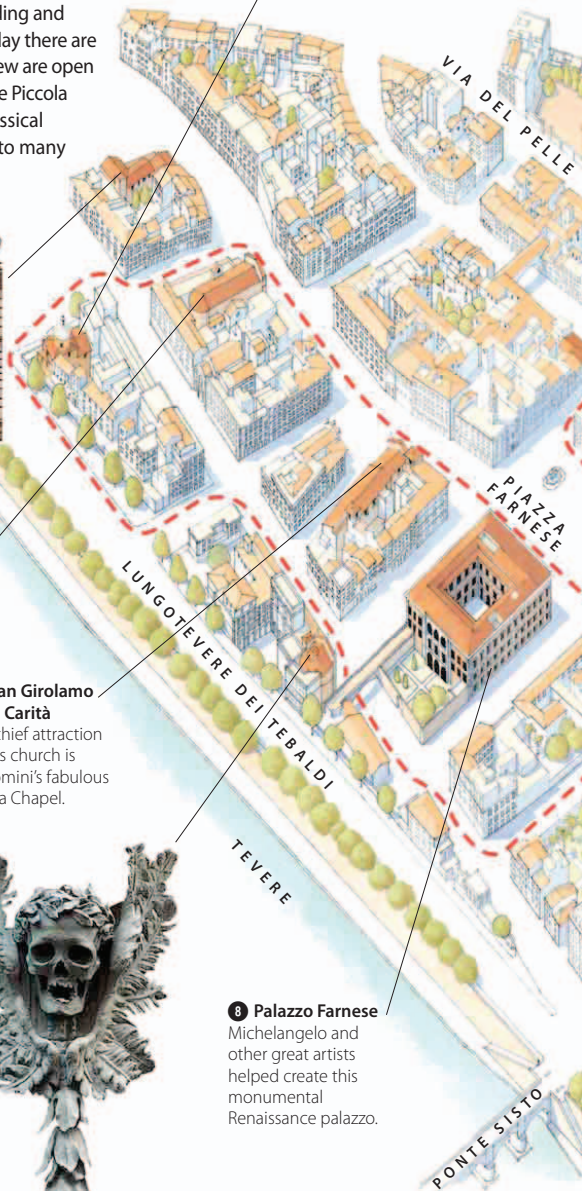 ling and
lay there are
ew are open
e Piccola
ssical
to many
VIA DEL PELLE
PIAZZA
FARNESE
LUNGOTEVERE DEI TEBALDI
an Girolamo
Carità
chief attraction
s church is
omini's fabulous
a Chapel.
TEVERE
8 Palazzo Farnese
Michelangelo and
other great artists
helped create this
monumental
Renaissance palazzo.
PONTE SISTO